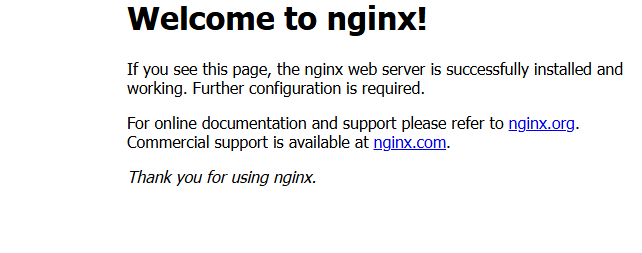 Welcome to nginx!
If you see this page, the nginx web server is successfully installed and
working. Further configuration is required.
For online documentation and support please refer to nginx.org.
Commercial support is available at nginx.com.
Thank you for using nginx.